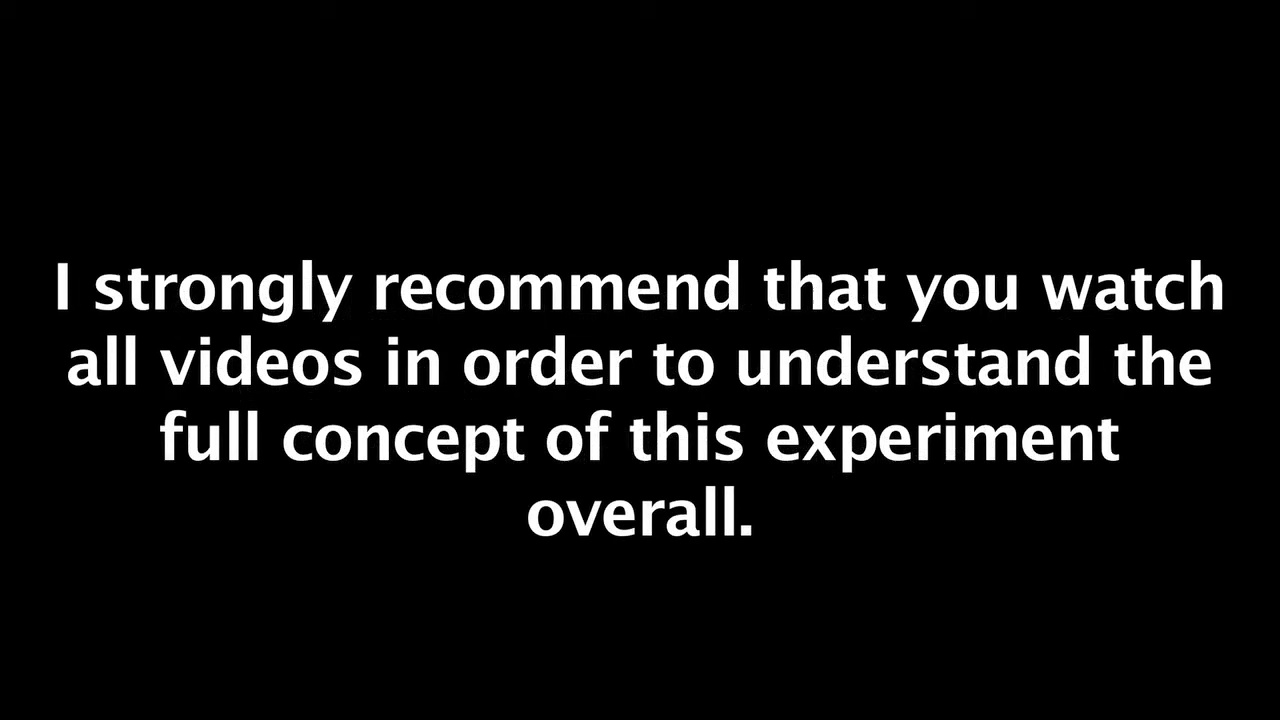 I strongly recommend that you watch
all videos in order to understand the
full concept of this experiment
overall.